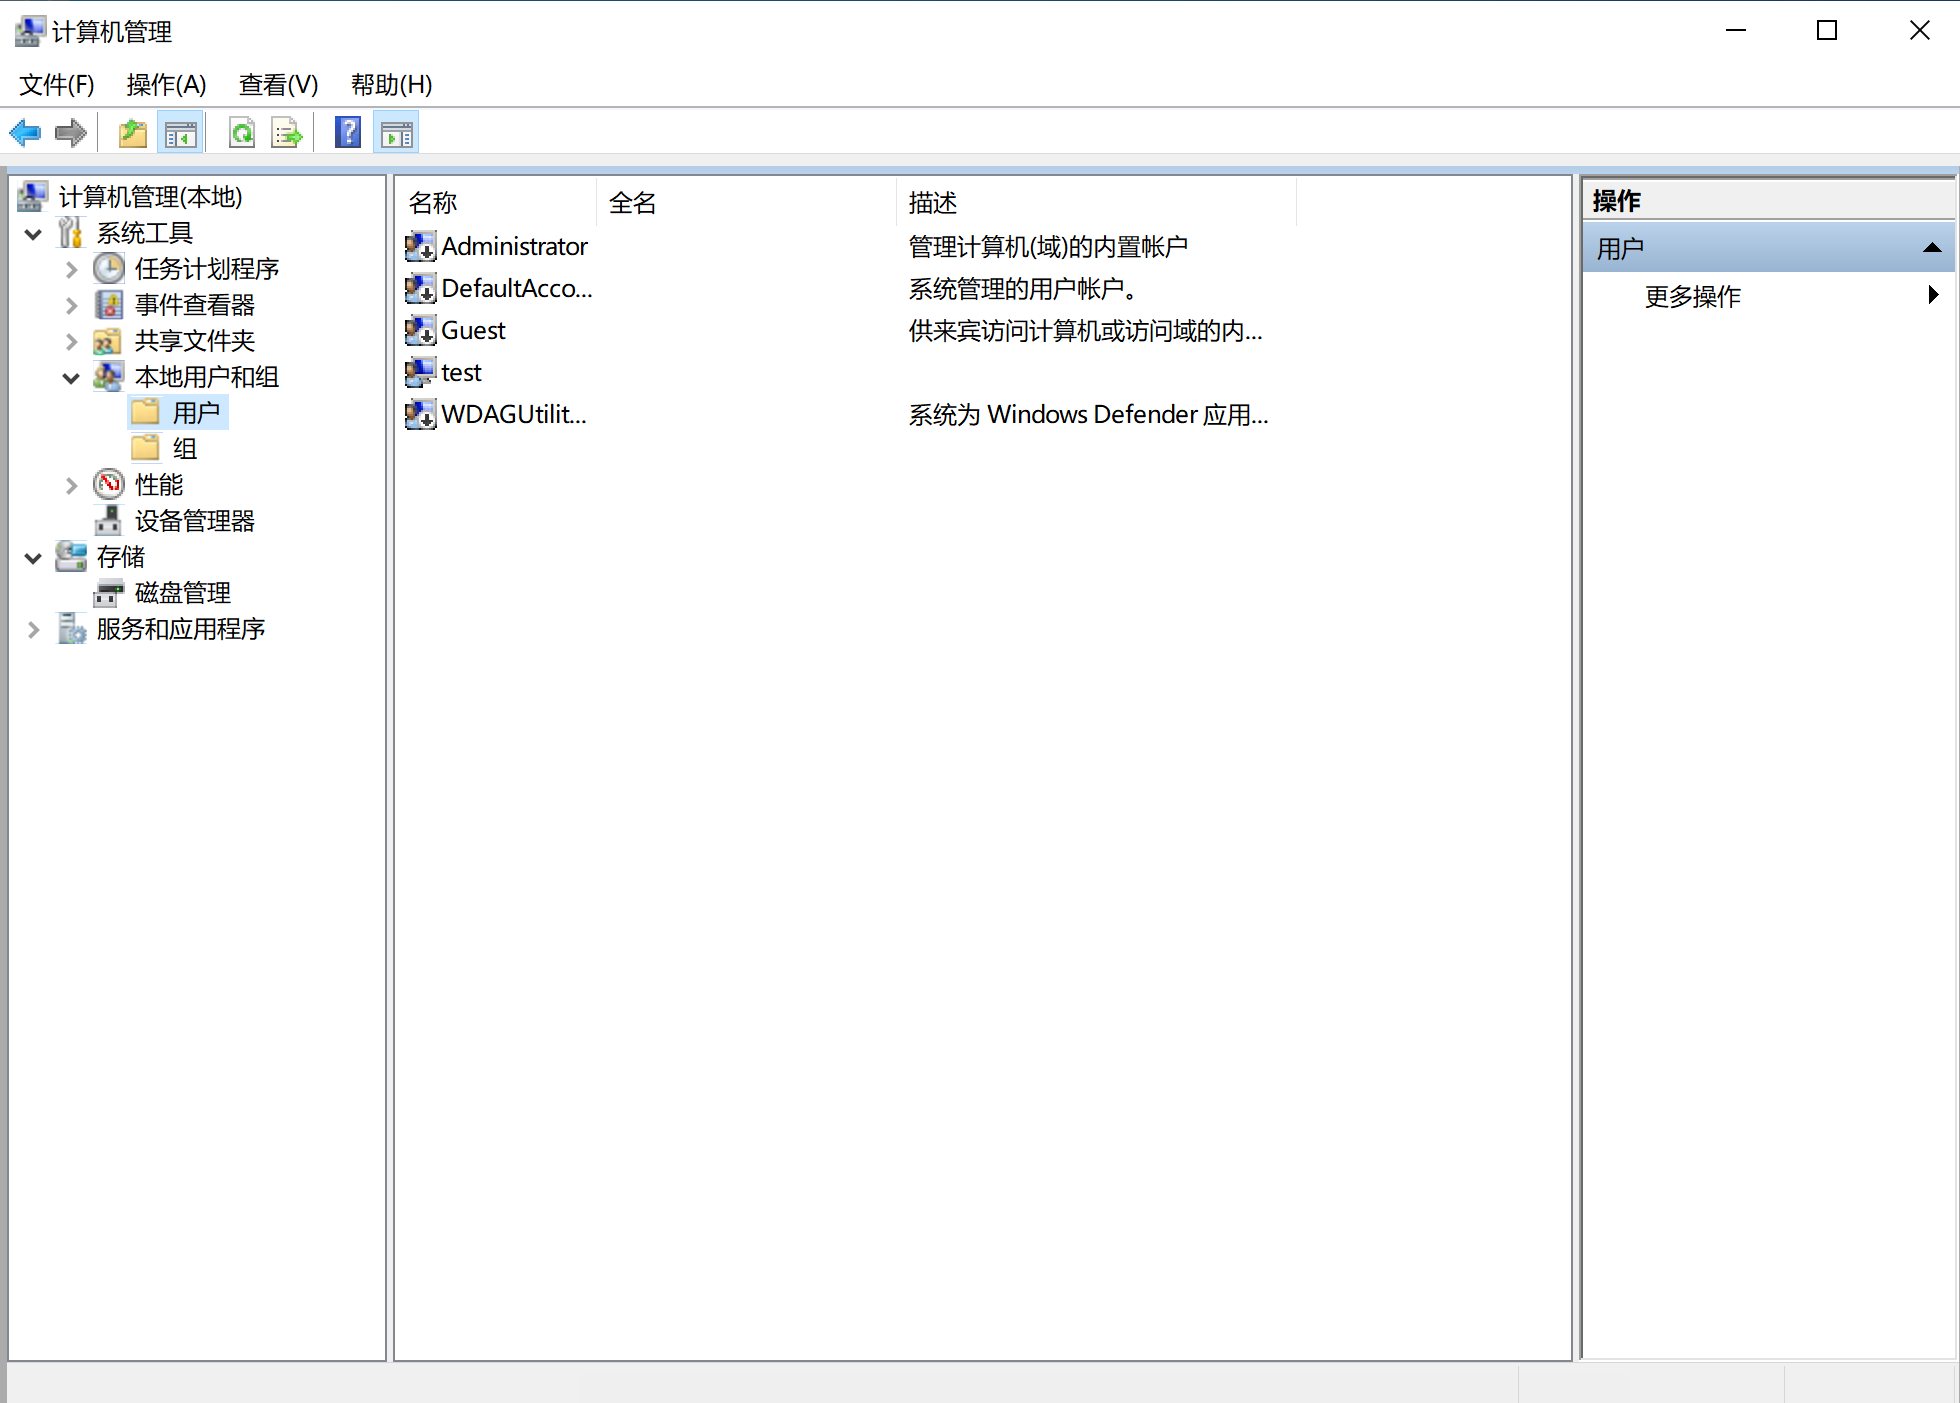 计算机管理
文件(F) 操作(A) 查看(V) 帮助(H)
计算机管理(本地)
系统工具
任务计划程序
事件查看器
共享文件夹
本地用户和组
用户
组
性能
设备管理器
存储
磁盘管理
服务和应用程序
名称 全名 描述
Administrator 管理计算机(域)的内置帐户
DefaultAcco... 系统管理的用户帐户。
Guest 供来宾访问计算机或访问域的内...
test
WDAGUtilit... 系统为 Windows Defender 应用...
操作
用户
更多操作